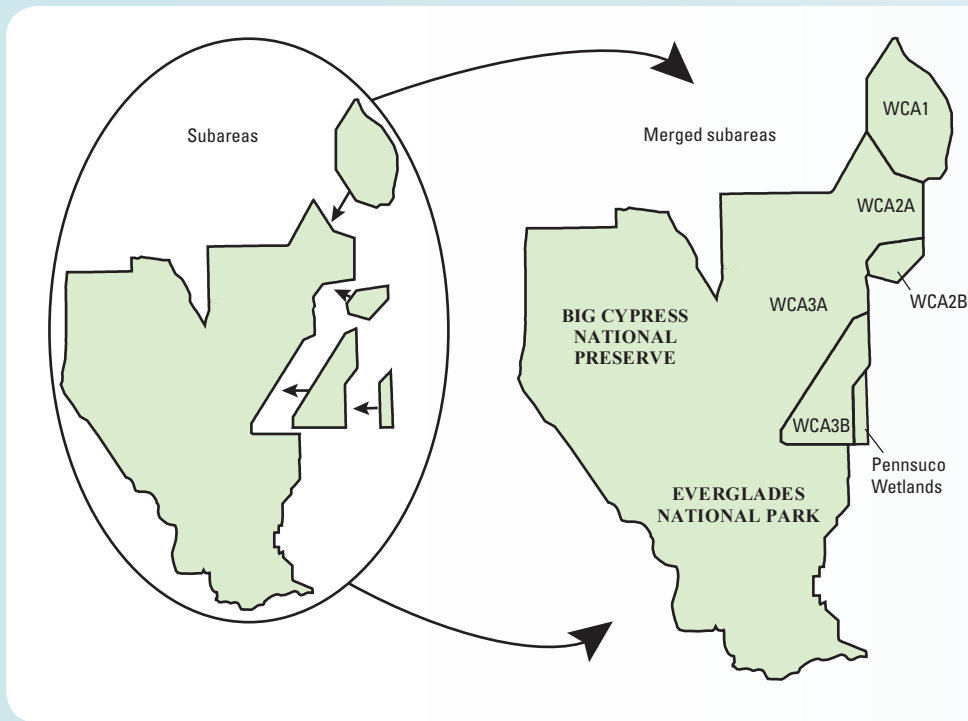 Subareas
Merged subareas
WCA1
WCA2A
WCA2B
WCA3A
BIG CYPRESS
NATIONAL
PRESERVE
WCA3B
Pennsuco
Wetlands
EVERGLADES
NATIONAL PARK